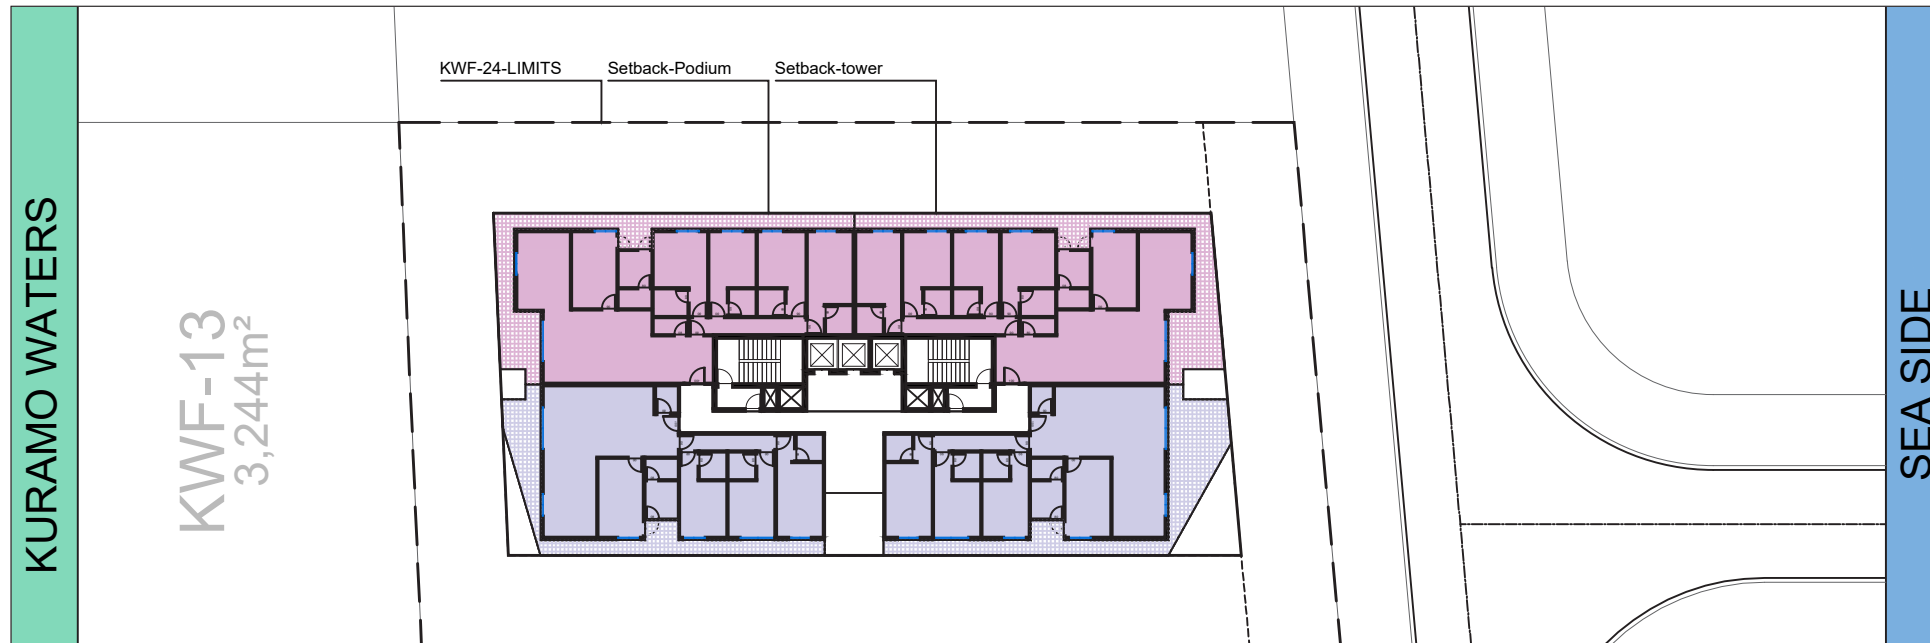 KWF-24-LIMITS
Setback-Podium
Setback-tower
KURAMO WATERS
KWF-13
3,244m²
SEA SIDE